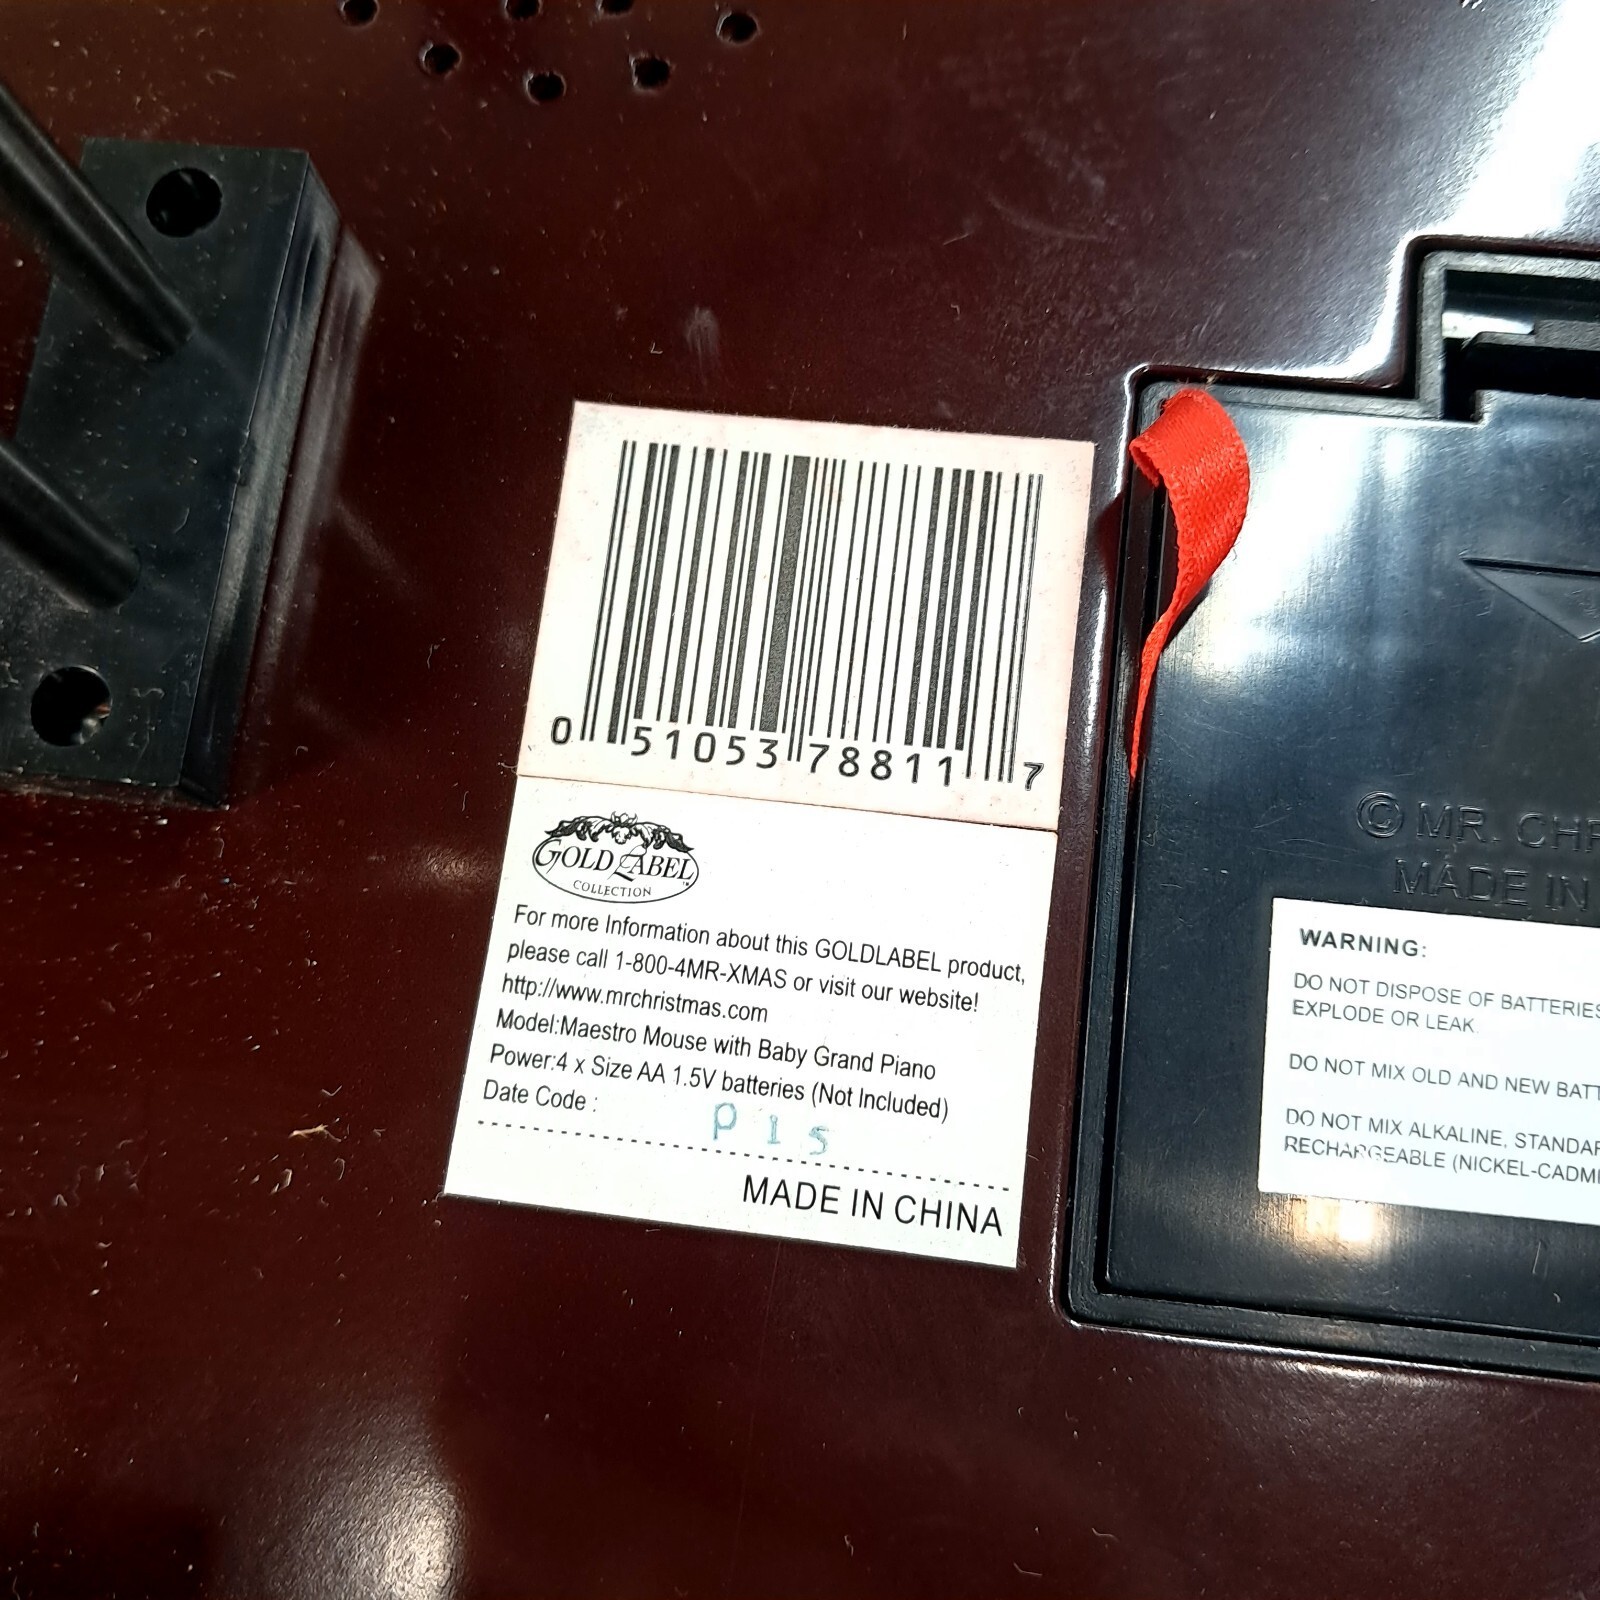 0 51053 78811 7
GOLD LABEL
COLLECTION
For more Information about this GOLDLABEL product,
please call 1-800-4MR-XMAS or visit our website!
http://www.mrchristmas.com
Model:Maestro Mouse with Baby Grand Piano
Power:4 x Size AA 1.5V batteries (Not Included)
Date Code : P15
MADE IN CHINA
© MR. CHR
MADE IN
WARNING:
DO NOT DISPOSE OF BATTERIES
EXPLODE OR LEAK.
DO NOT MIX OLD AND NEW BATT
DO NOT MIX ALKALINE, STANDAR
RECHARGEABLE (NICKEL-CADMI